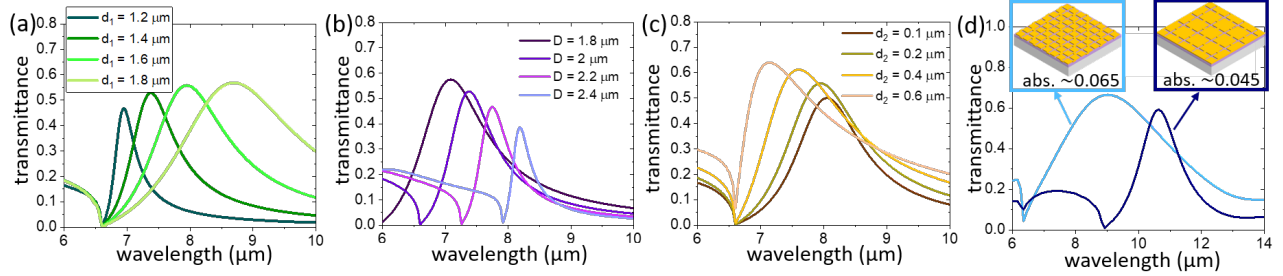 (a)
d₁ = 1.2 μm
d₁ = 1.4 μm
d₁ = 1.6 μm
d₁ = 1.8 μm
transmittance
0.8
0.7
0.6
0.5
0.4
0.3
0.2
0.1
0.0
6 7 8 9 10
wavelength (μm)
(b)
D = 1.8 μm
D = 2 μm
D = 2.2 μm
D = 2.4 μm
transmittance
0.8
0.7
0.6
0.5
0.4
0.3
0.2
0.1
0.0
6 7 8 9 10
wavelength (μm)
(c)
d₂ = 0.1 μm
d₂ = 0.2 μm
d₂ = 0.4 μm
d₂ = 0.6 μm
transmittance
0.8
0.7
0.6
0.5
0.4
0.3
0.2
0.1
0.0
6 7 8 9 10
wavelength (μm)
(d)
abs. ~0.065
abs. ~0.045
transmittance
1.0
0.8
0.6
0.4
0.2
0.0
6 8 10 12 14
wavelength (μm)